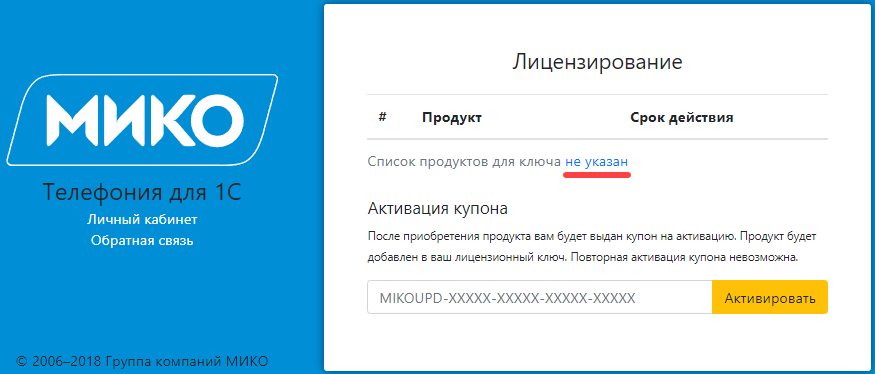 МИКО
Телефония для 1С
Личный кабинет
Обратная связь
© 2006–2018 Группа компаний МИКО
Лицензирование
# Продукт Срок действия
Список продуктов для ключа не указан
Активация купона
После приобретения продукта вам будет выдан купон на активацию. Продукт будет
добавлен в ваш лицензионный ключ. Повторная активация купона невозможна.
MIKOUPD-XXXXX-XXXXX-XXXXX-XXXXX Активировать